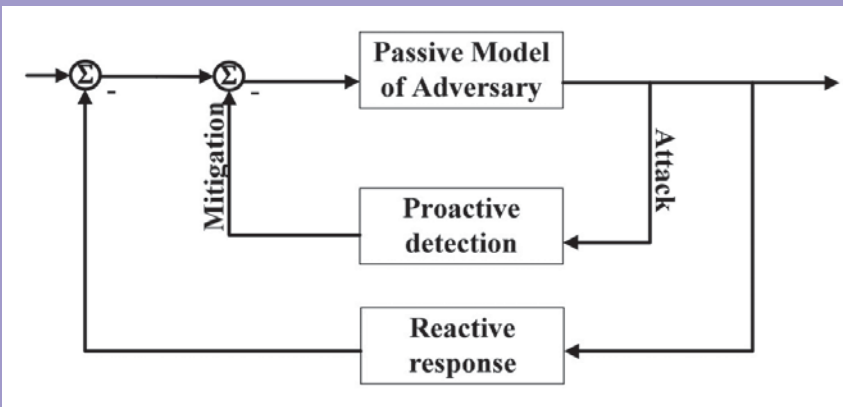 Passive Model
of Adversary
Σ
Σ
-
-
Mitigation
Attack
Proactive
detection
Reactive
response